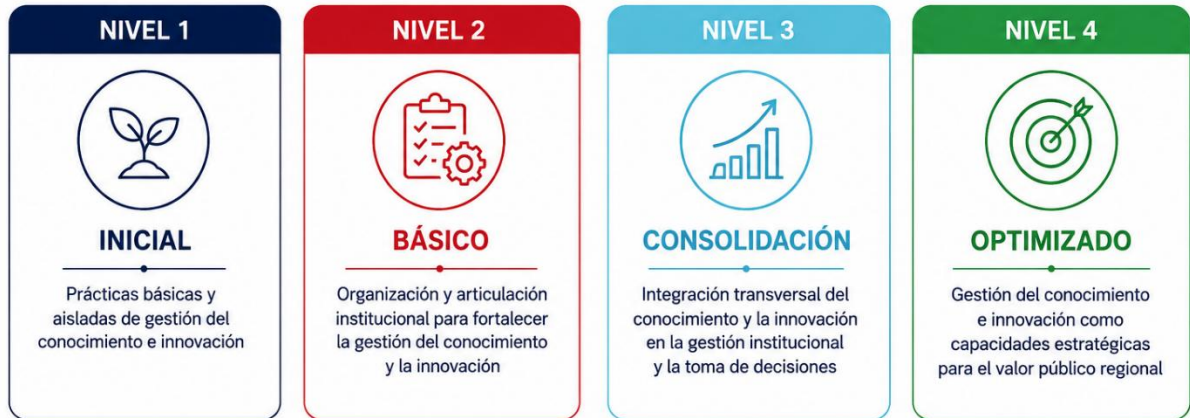 NIVEL 1
INICIAL
Prácticas básicas y
aisladas de gestión del
conocimiento e innovación
NIVEL 2
BÁSICO
Organización y articulación
institucional para fortalecer
la gestión del conocimiento
y la innovación
NIVEL 3
CONSOLIDACIÓN
Integración transversal del
conocimiento y la innovación
en la gestión institucional
y la toma de decisiones
NIVEL 4
OPTIMIZADO
Gestión del conocimiento
e innovación como
capacidades estratégicas
para el valor público regional